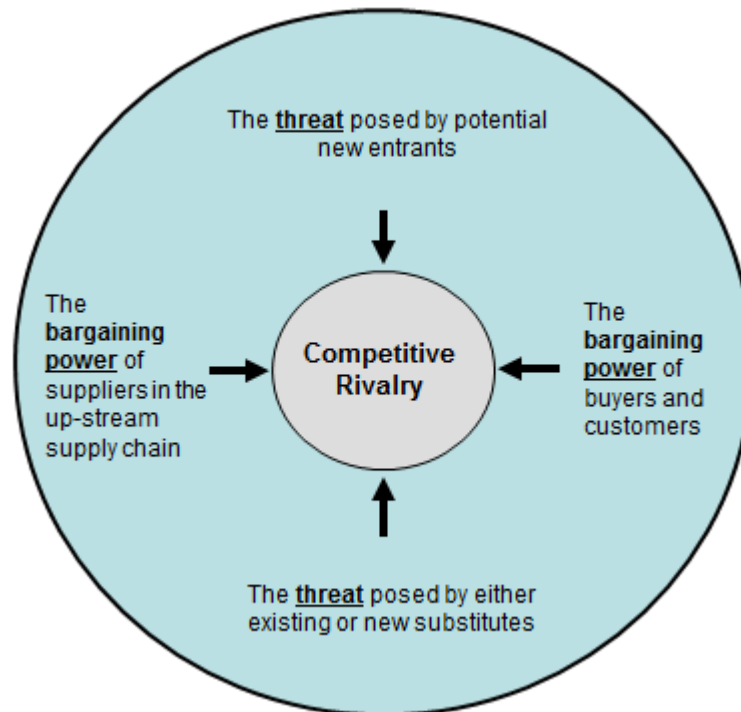 The threat posed by potential
new entrants
The
bargaining
power of
suppliers in the
up-stream
supply chain
Competitive
Rivalry
The
bargaining
power of
buyers and
customers
The threat posed by either
existing or new substitutes